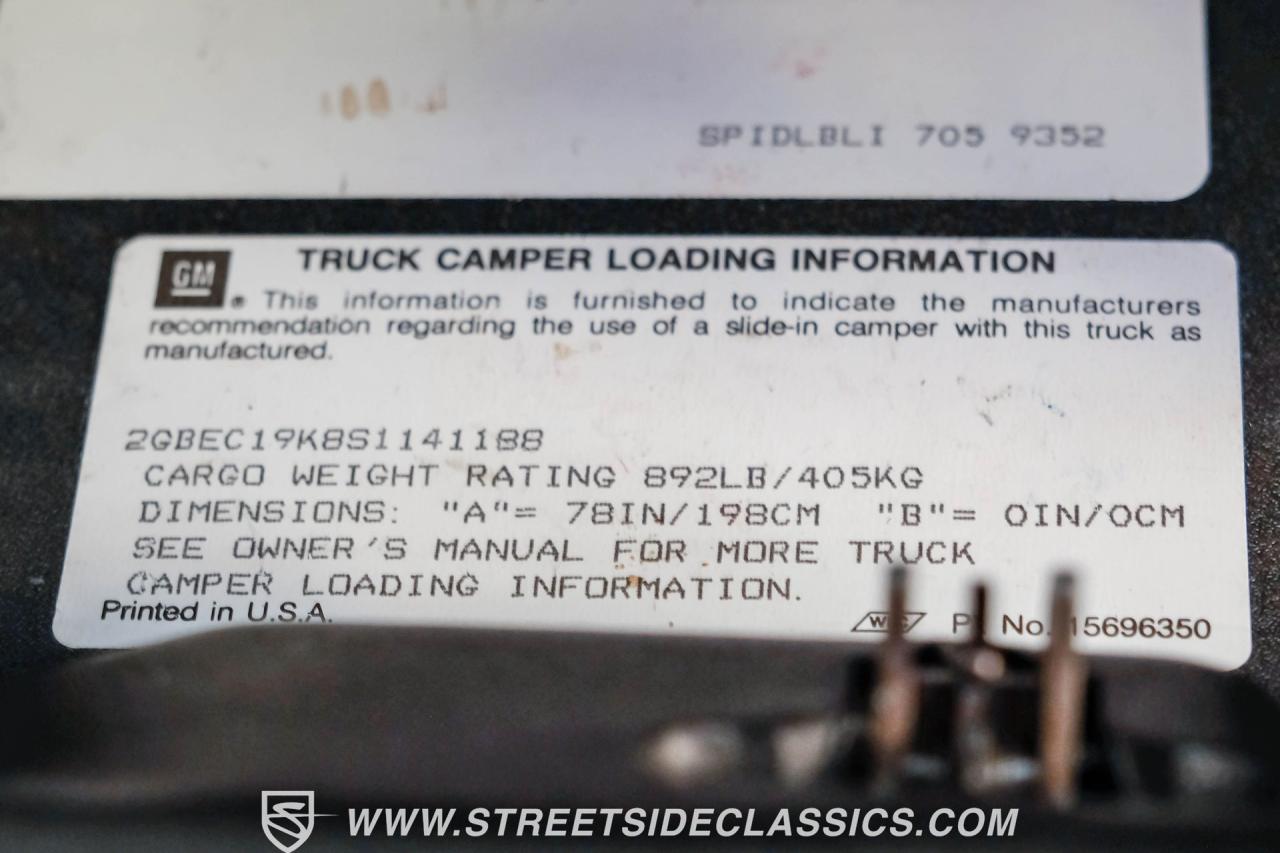 SPIDLBLI 705 9352
GM
TRUCK CAMPER LOADING INFORMATION
This information is furnished to indicate the manufacturers
recommendation regarding the use of a slide-in camper with this truck as
manufactured.
2GBEC19K8S1141188
CARGO WEIGHT RATING 892LB/405KG
DIMENSIONS: "A"= 78IN/198CM "B"= 0IN/0CM
SEE OWNER'S MANUAL FOR MORE TRUCK
CAMPER LOADING INFORMATION.
Printed in U.S.A.
No. 15696350
WWW.STREETSIDECLASSICS.COM